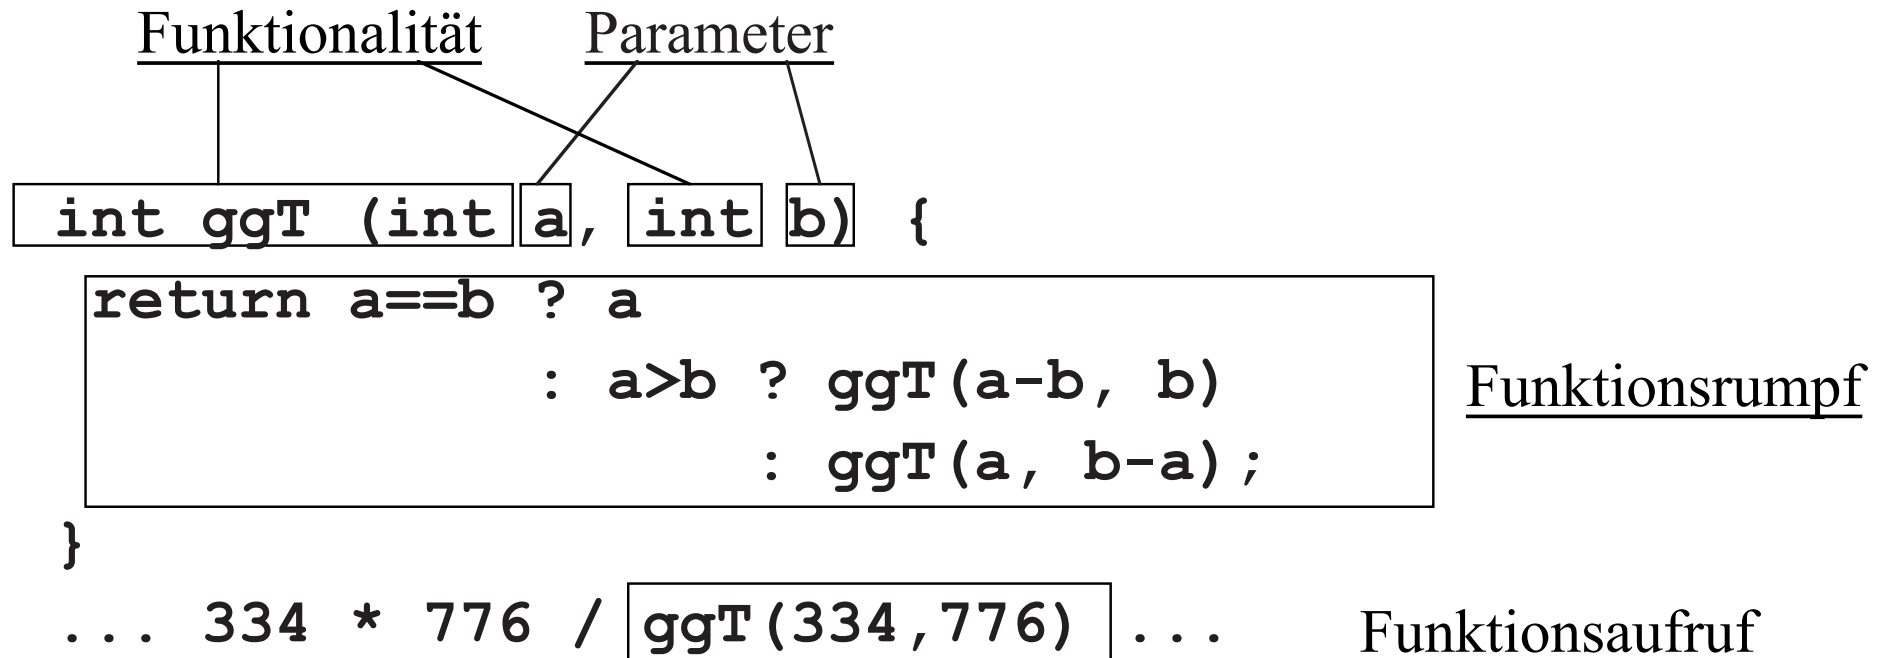 Funktionalität Parameter
int ggT (int a, int b) {
return a==b ? a
: a>b ? ggT(a-b, b)
Funktionsrumpf
: ggT(a, b-a);
}
... 334 * 776 / ggT(334,776) ... Funktionsaufruf